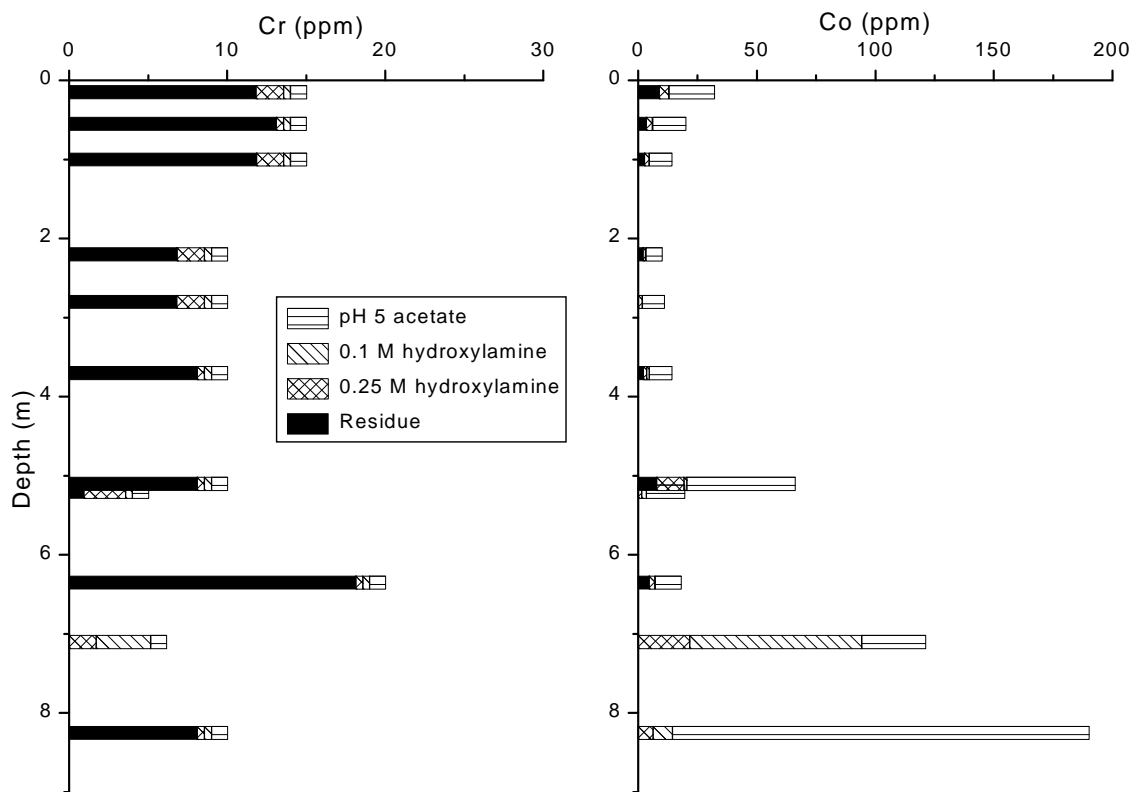 Cr (ppm)
Co (ppm)
0 10 20 30
0 50 100 150 200
0
2
4
6
8
Depth (m)
0
2
4
6
8
pH 5 acetate
0.1 M hydroxylamine
0.25 M hydroxylamine
Residue